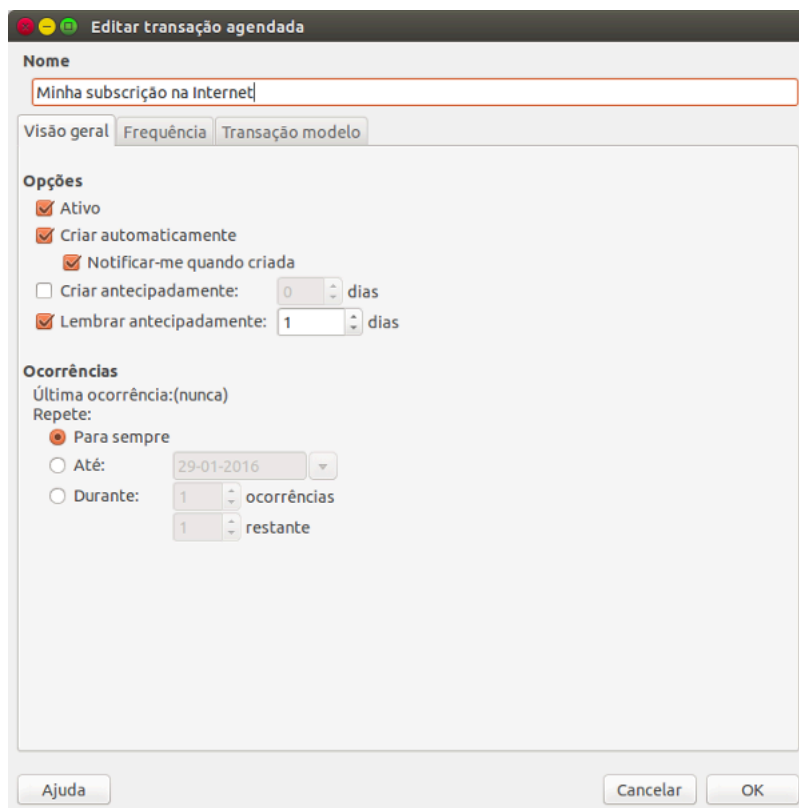 Editar transação agendada
Nome
Minha subscrição na Internet
Visão geral Frequência Transação modelo
Opções
Ativo
Criar automaticamente
Notificar-me quando criada
Criar antecipadamente: 0 dias
Lembrar antecipadamente: 1 dias
Ocorrências
Última ocorrência:(nunca)
Repete:
Para sempre
Até: 29-01-2016
Durante: 1 ocorrências
1 restante
Ajuda Cancelar OK